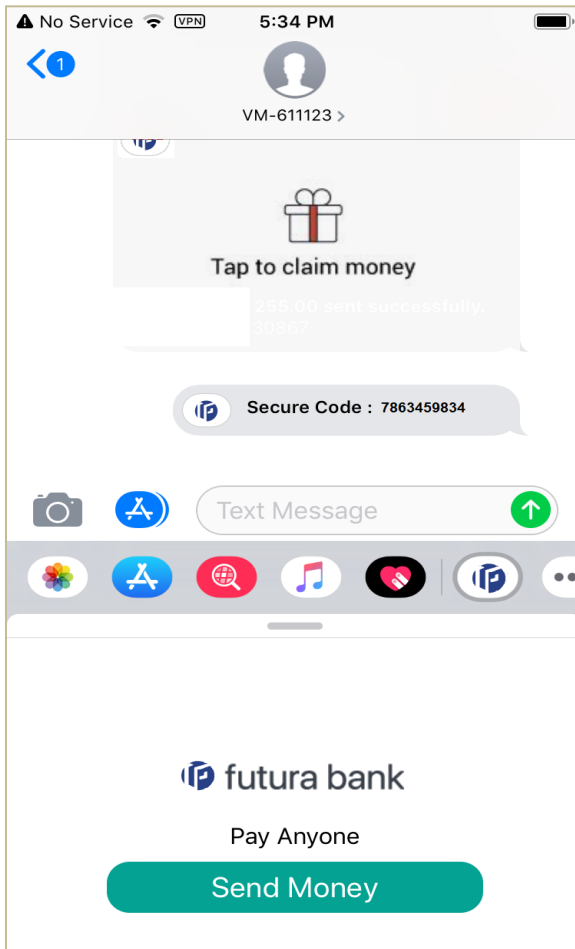 No Service VPN 5:34 PM
1
VM-611123 >
Tap to claim money
255.00 sent successfully.
30867
Secure Code : 7863459834
Text Message
futura bank
Pay Anyone
Send Money